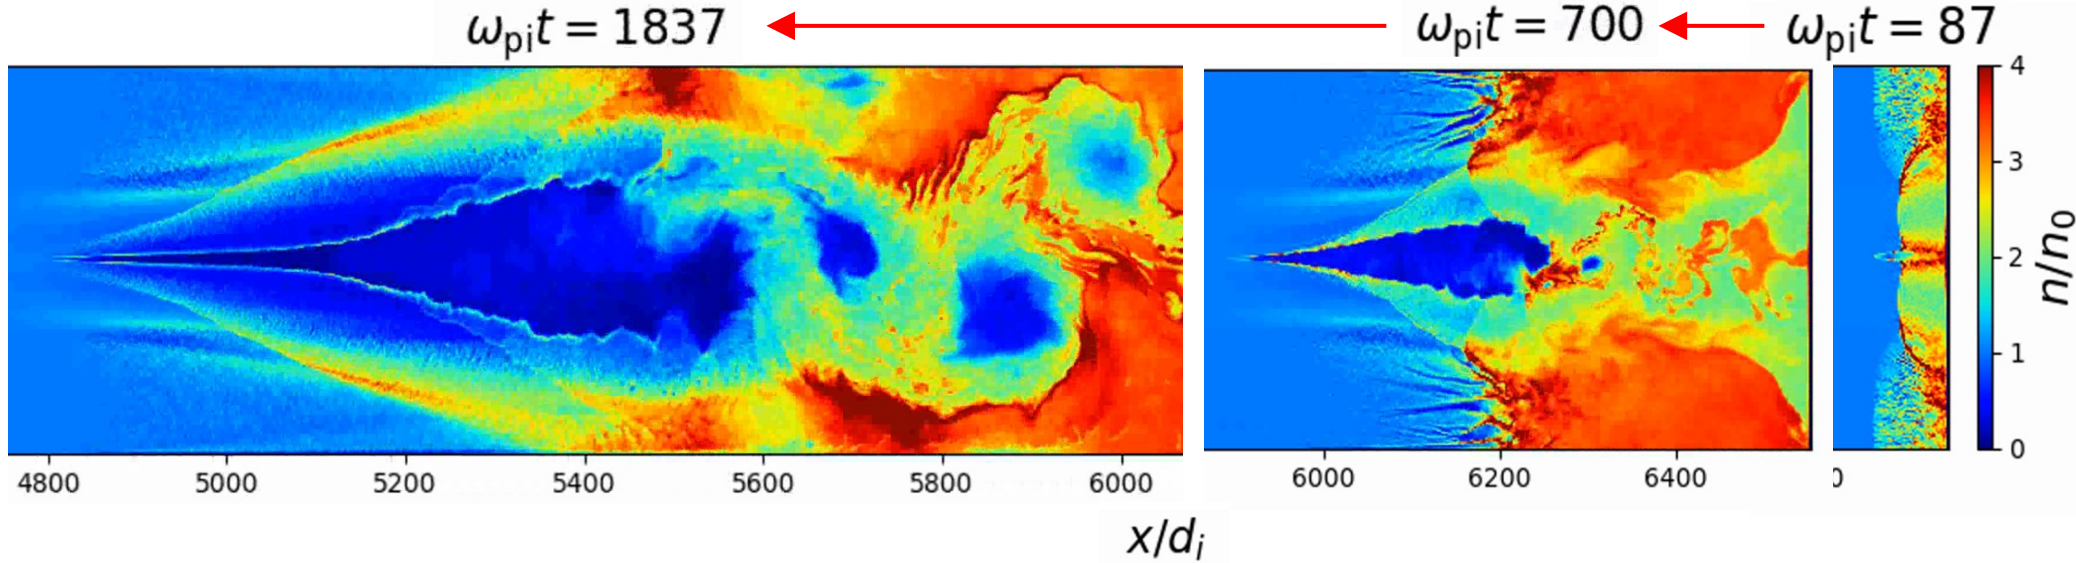 ω_pi t = 1837
ω_pi t = 700
ω_pi t = 87
4
3
2
1
0
n/n_0
4800 5000 5200 5400 5600 5800 6000
6000 6200 6400
0
x/d_i